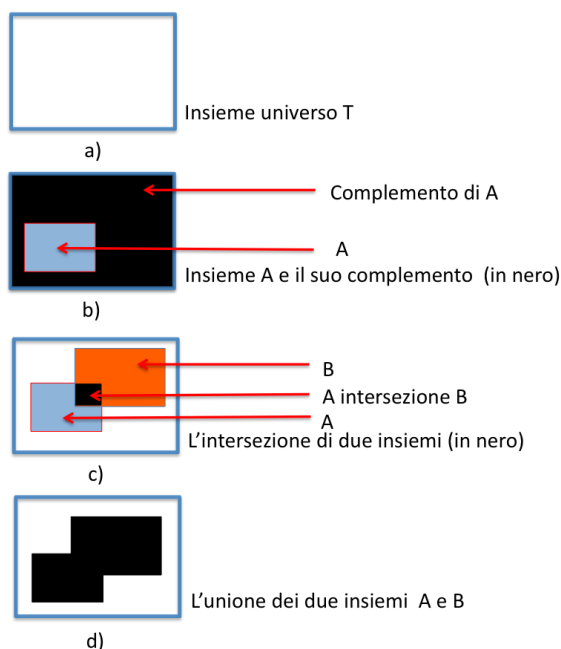 Insieme universo T
a)
Complemento di A
A
Insieme A e il suo complemento (in nero)
b)
B
A intersezione B
A
L’intersezione di due insiemi (in nero)
c)
L’unione dei due insiemi A e B
d)